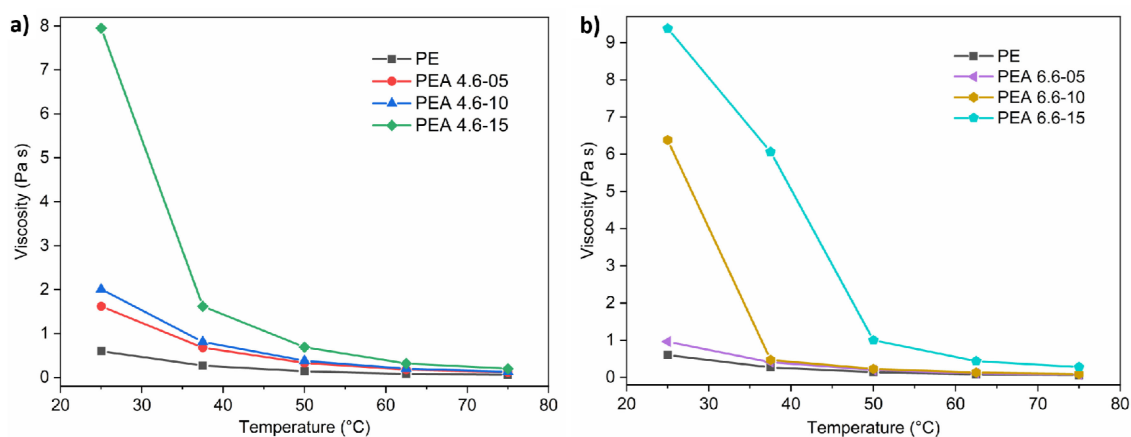 a)
8
7
6
5
4
3
2
1
0
Viscosity (Pa s)
PE
PEA 4.6-05
PEA 4.6-10
PEA 4.6-15
20 30 40 50 60 70 80
Temperature (°C)
b)
9
8
7
6
5
4
3
2
1
0
Viscosity (Pa s)
PE
PEA 6.6-05
PEA 6.6-10
PEA 6.6-15
20 30 40 50 60 70 80
Temperature (°C)